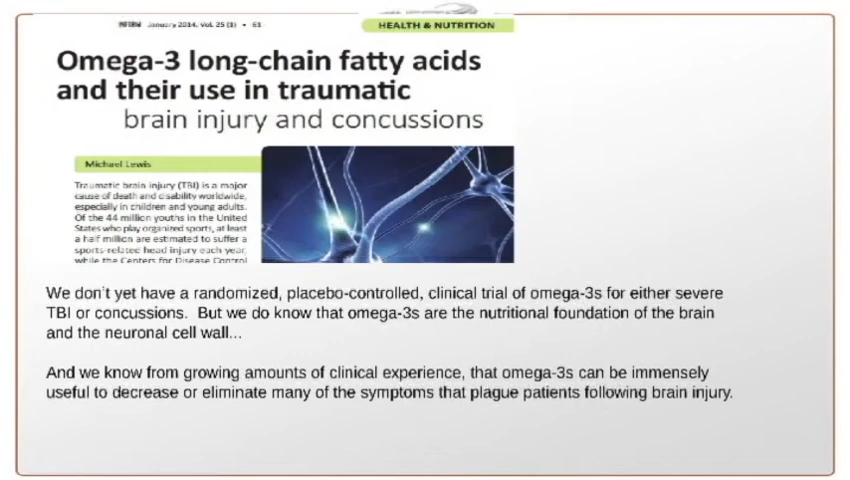 January 2014, Vol. 25 (1) • 61
HEALTH & NUTRITION
Omega-3 long-chain fatty acids
and their use in traumatic
brain injury and concussions
Michael Lewis
Traumatic brain injury (TBI) is a major
cause of death and disability worldwide,
especially in children and young adults.
Of the 44 million youths in the United
States who play organized sports, at least
a half million are estimated to suffer a
sports-related head injury each year,
while the Centers for Disease Control
We don't yet have a randomized, placebo-controlled, clinical trial of omega-3s for either severe
TBI or concussions. But we do know that omega-3s are the nutritional foundation of the brain
and the neuronal cell wall...
And we know from growing amounts of clinical experience, that omega-3s can be immensely
useful to decrease or eliminate many of the symptoms that plague patients following brain injury.